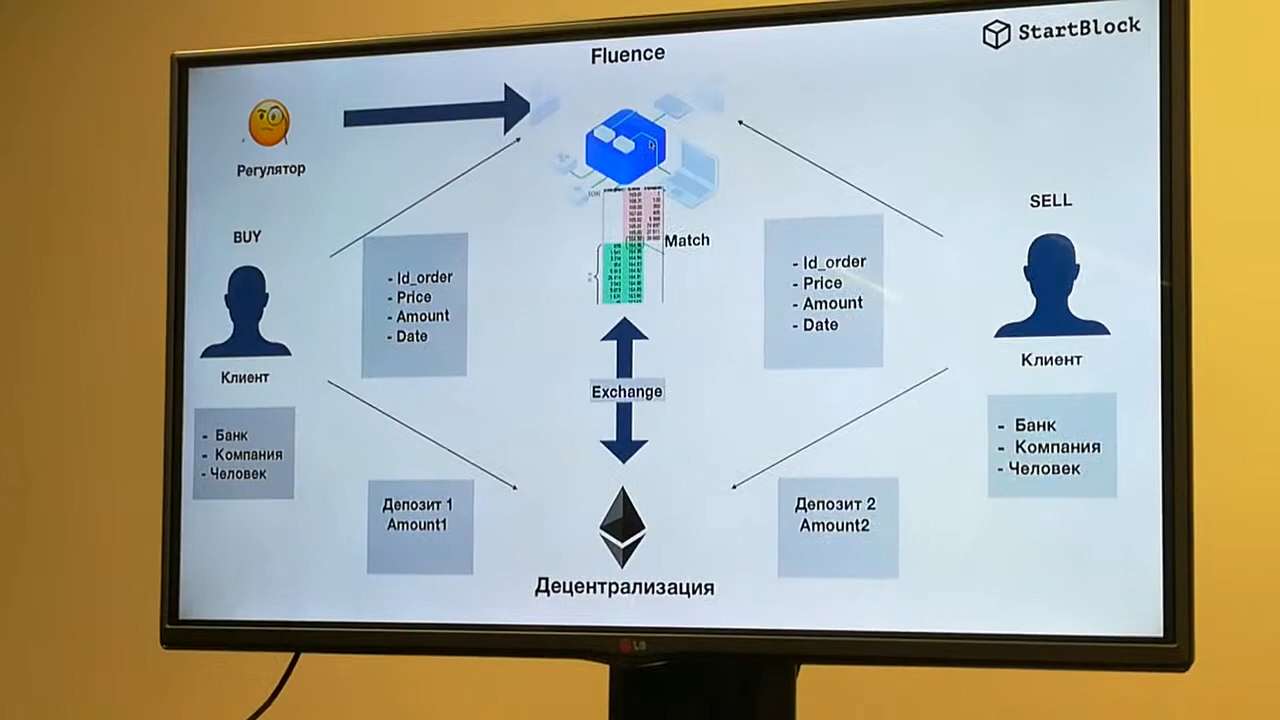 StartBlock
Fluence
Регулятор
BUY
SELL
- Id_order
- Price
- Amount
- Date
Match
- Id_order
- Price
- Amount
- Date
Клиент
Клиент
Exchange
- Банк
- Компания
- Человек
- Банк
- Компания
- Человек
Депозит 1
Amount1
Депозит 2
Amount2
Децентрализация
LG